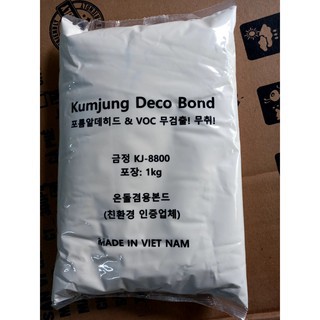 Kumjung Deco Bond
포름알데히드 & VOC 무검출! 무취!
금정 KJ-8800
포장: 1kg
온돌겸용본드
(친환경 인증업체)
MADE IN VIET NAM